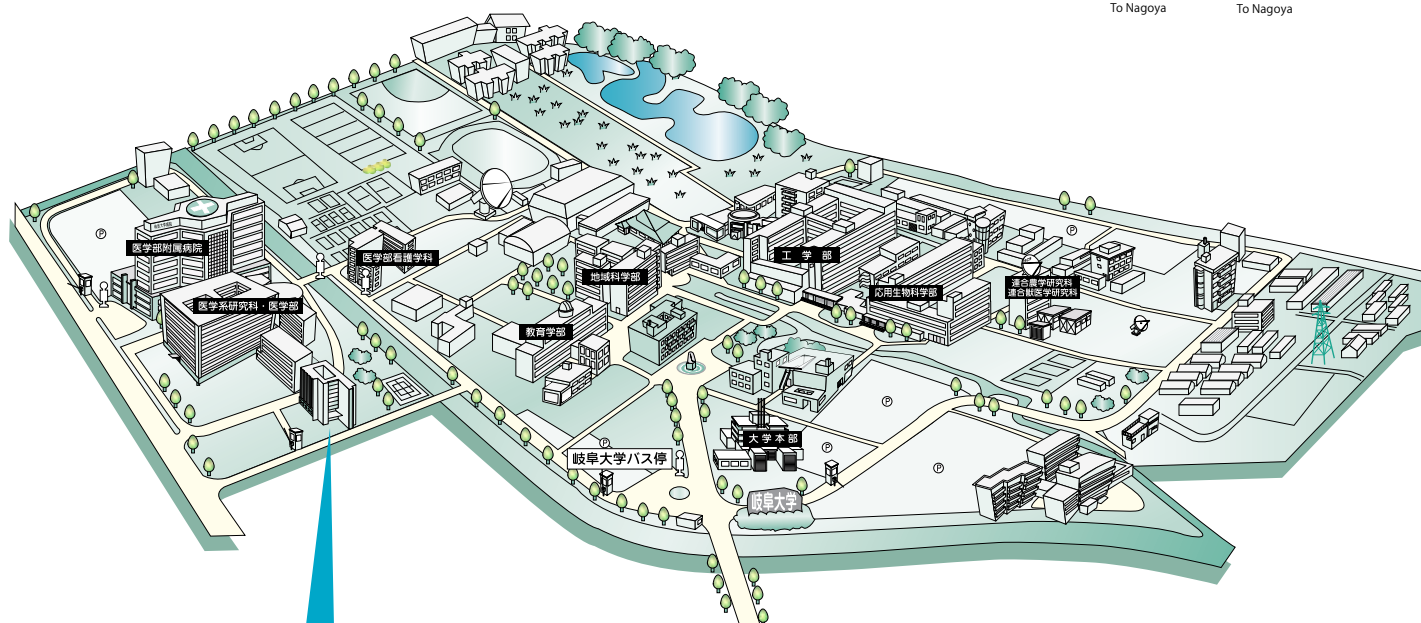 To Nagoya
To Nagoya
医学部附属病院
医学部看護学科
医学系研究科・医学部
地域科学部
教育学部
工学部
応用生物科学部
連合農学研究科
連合獣医学研究科
大学本部
岐阜大学バス停
岐阜大学
P
P
P
P
P
P